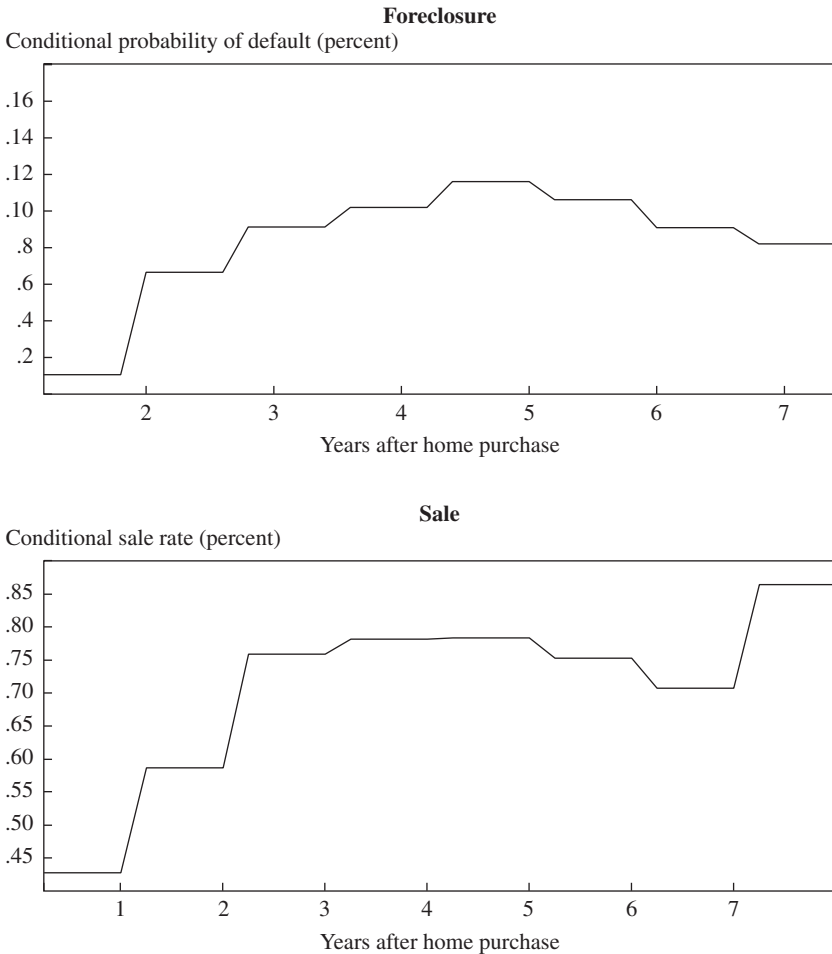 Foreclosure
Conditional probability of default (percent)
.16
.14
.12
.10
.8
.6
.4
.2
2 3 4 5 6 7
Years after home purchase
Sale
Conditional sale rate (percent)
.85
.80
.75
.70
.65
.60
.55
.50
.45
1 2 3 4 5 6 7
Years after home purchase